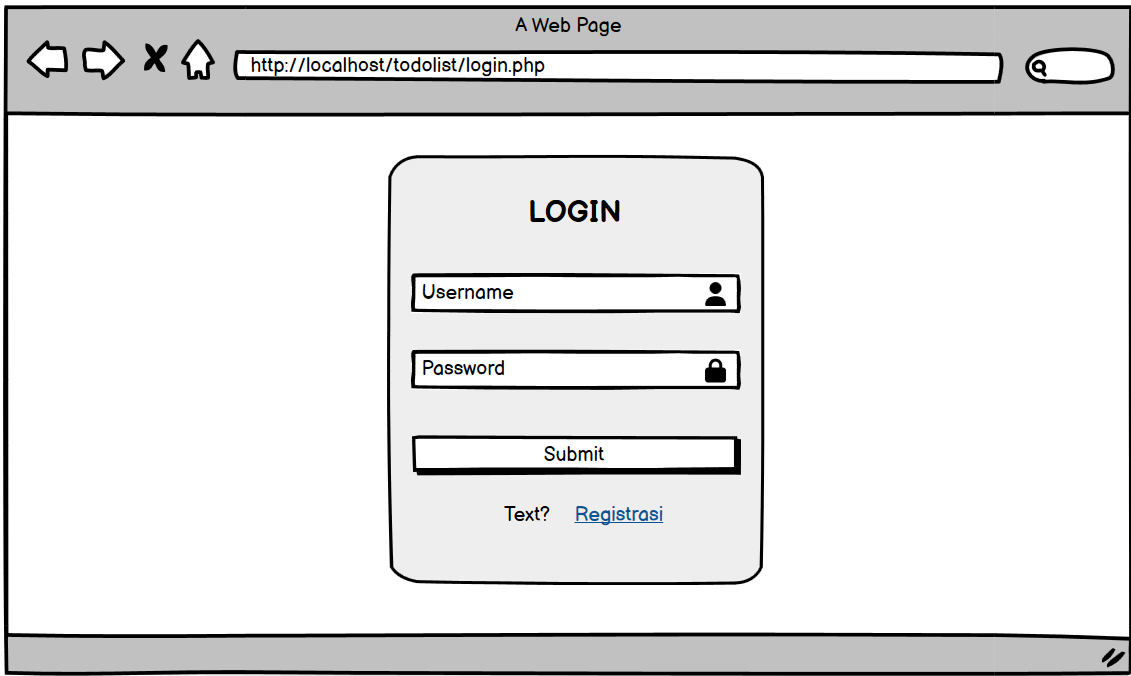 A Web Page
http://localhost/todolist/login.php
LOGIN
Username
Password
Submit
Text? Registrasi